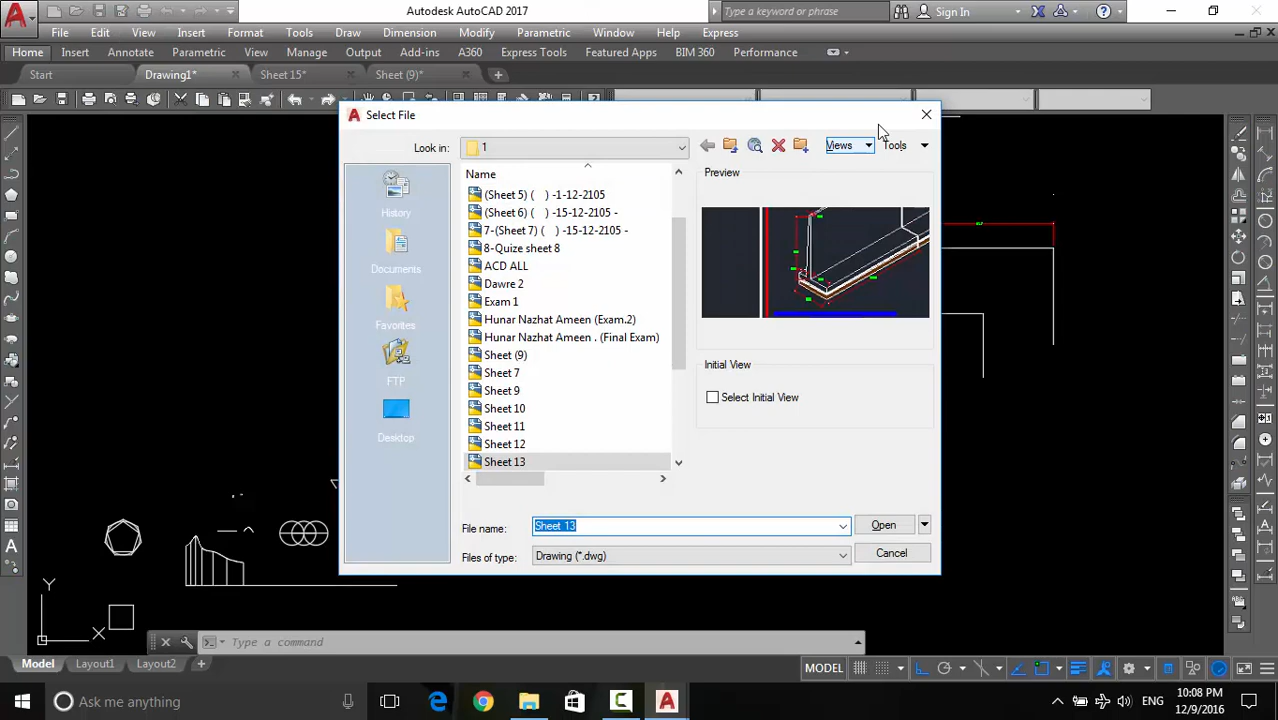 Autodesk AutoCAD 2017
Type a keyword or phrase
Sign In
File Edit View Insert Format Tools Draw Dimension Modify Parametric Window Help Express
Home Insert Annotate Parametric View Manage Output Add-ins A360 Express Tools Featured Apps BIM 360 Performance
Start Drawing1* Sheet 15* Sheet (9)*
Select File
Look in: 1
Views Tools
Name
Preview
(Sheet 5) ( ) -1-12-2105
(Sheet 6) ( ) -15-12-2105 -
7-(Sheet 7) ( ) -15-12-2105 -
8-Quize sheet 8
ACD ALL
Dawre 2
Exam 1
Hunar Nazhat Ameen (Exam.2)
Hunar Nazhat Ameen . (Final Exam)
Sheet (9)
Sheet 7
Sheet 9
Sheet 10
Sheet 11
Sheet 12
Sheet 13
History
Documents
Favorites
FTP
Desktop
Initial View
Select Initial View
File name: Sheet 13 Open
Files of type: Drawing (*.dwg) Cancel
Y
X
Type a command
Model Layout1 Layout2 MODEL
Ask me anything
ENG
10:08 PM
12/9/2016